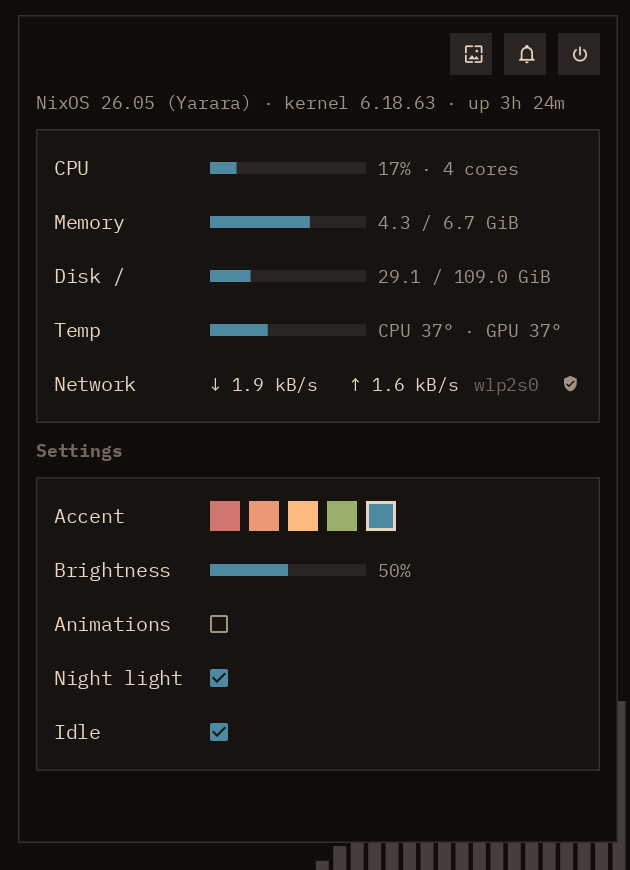 NixOS 26.05 (Yarara) · kernel 6.18.63 · up 3h 24m
CPU 17% · 4 cores
Memory 4.3 / 6.7 GiB
Disk / 29.1 / 109.0 GiB
Temp CPU 37° · GPU 37°
Network ↓ 1.9 kB/s ↑ 1.6 kB/s wlp2s0
Settings
Accent
Brightness 50%
Animations
Night light
Idle